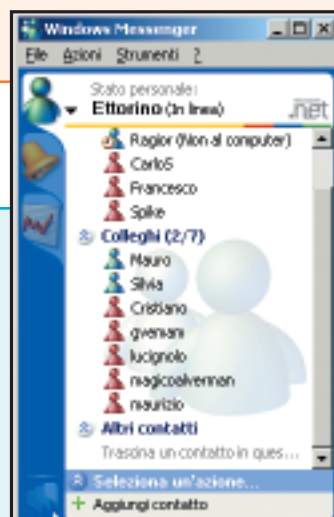 Windows Messenger
File Azioni Strumenti ?
Stato personale:
Ettorino (In linea)
.net
Ragior (Non al computer)
CarloS
Francesco
Spike
Colleghi (2/7)
Mauro
Silvia
Cristiano
gveniani
lucignolo
magicoalverman
maurizio
Altri contatti
Trascina un contatto in ques...
Seleziona un'azione...
Aggiungi contatto